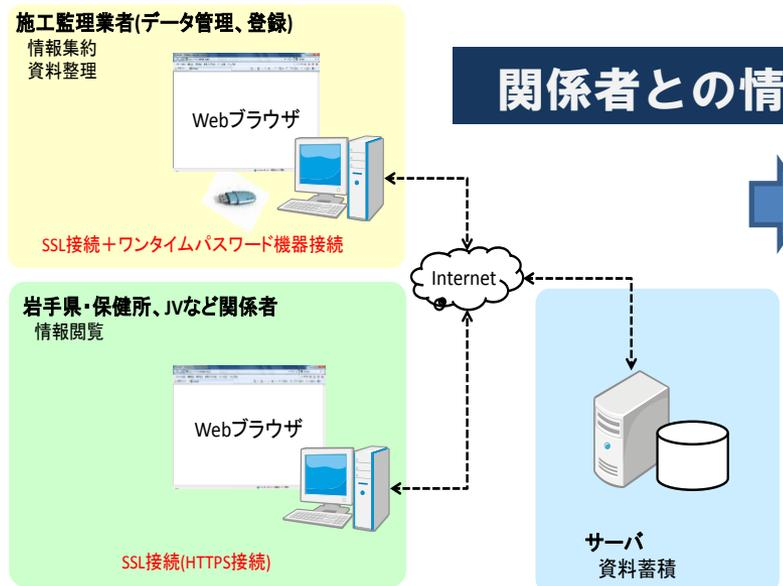 施工監理業者(データ管理、登録)
情報集約
資料整理
Webブラウザ
SSL接続＋ワンタイムパスワード機器接続
関係者との情
Internet
岩手県・保健所、JVなど関係者
情報閲覧
Webブラウザ
SSL接続(HTTPS接続)
サーバ
資料蓄積